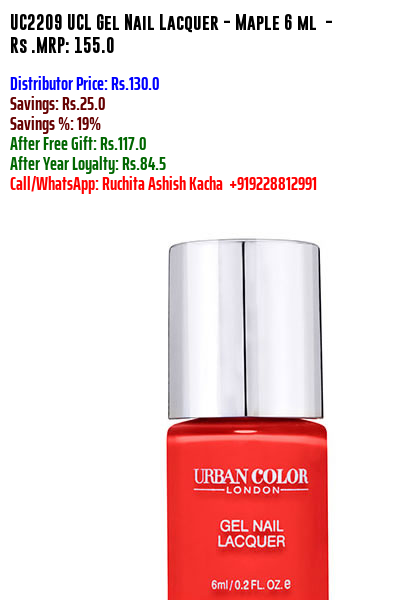 UC2209 UCL Gel Nail Lacquer - Maple 6 ml -
Rs .MRP: 155.0
Distributor Price: Rs.130.0
Savings: Rs.25.0
Savings %: 19%
After Free Gift: Rs.117.0
After Year Loyalty: Rs.84.5
Call/WhatsApp: Ruchita Ashish Kacha +919228812991
URBAN COLOR
LONDON
GEL NAIL
LACQUER
6ml / 0.2 FL. OZ. e